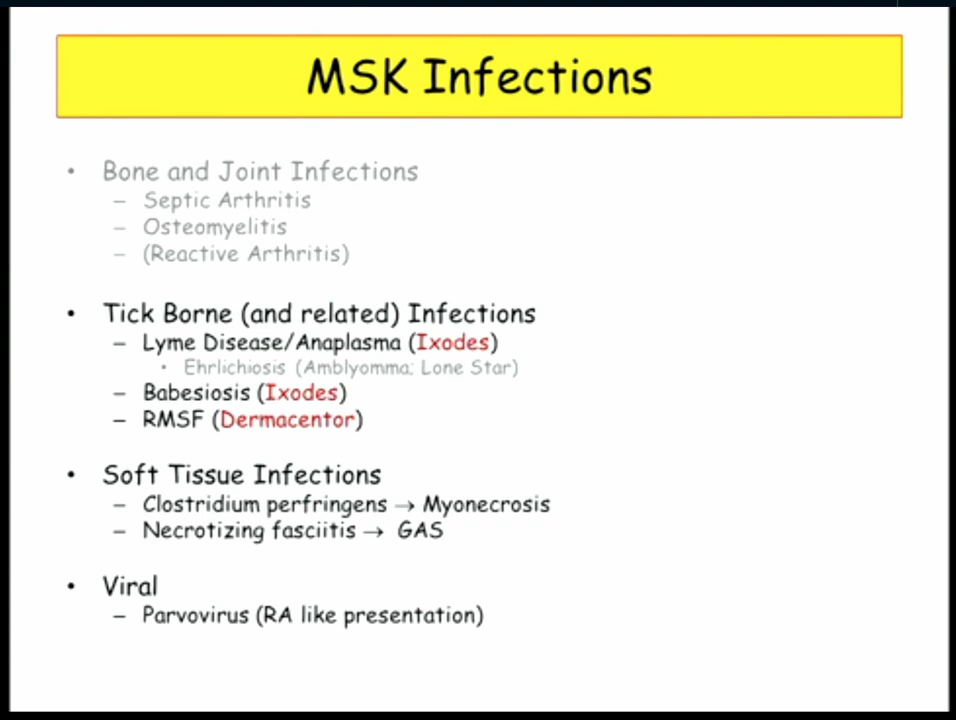 MSK Infections
• Bone and Joint Infections
– Septic Arthritis
– Osteomyelitis
– (Reactive Arthritis)
• Tick Borne (and related) Infections
– Lyme Disease/Anaplasma (Ixodes)
• Ehrlichiosis (Amblyomma; Lone Star)
– Babesiosis (Ixodes)
– RMSF (Dermacentor)
• Soft Tissue Infections
– Clostridium perfringens → Myonecrosis
– Necrotizing fasciitis → GAS
• Viral
– Parvovirus (RA like presentation)